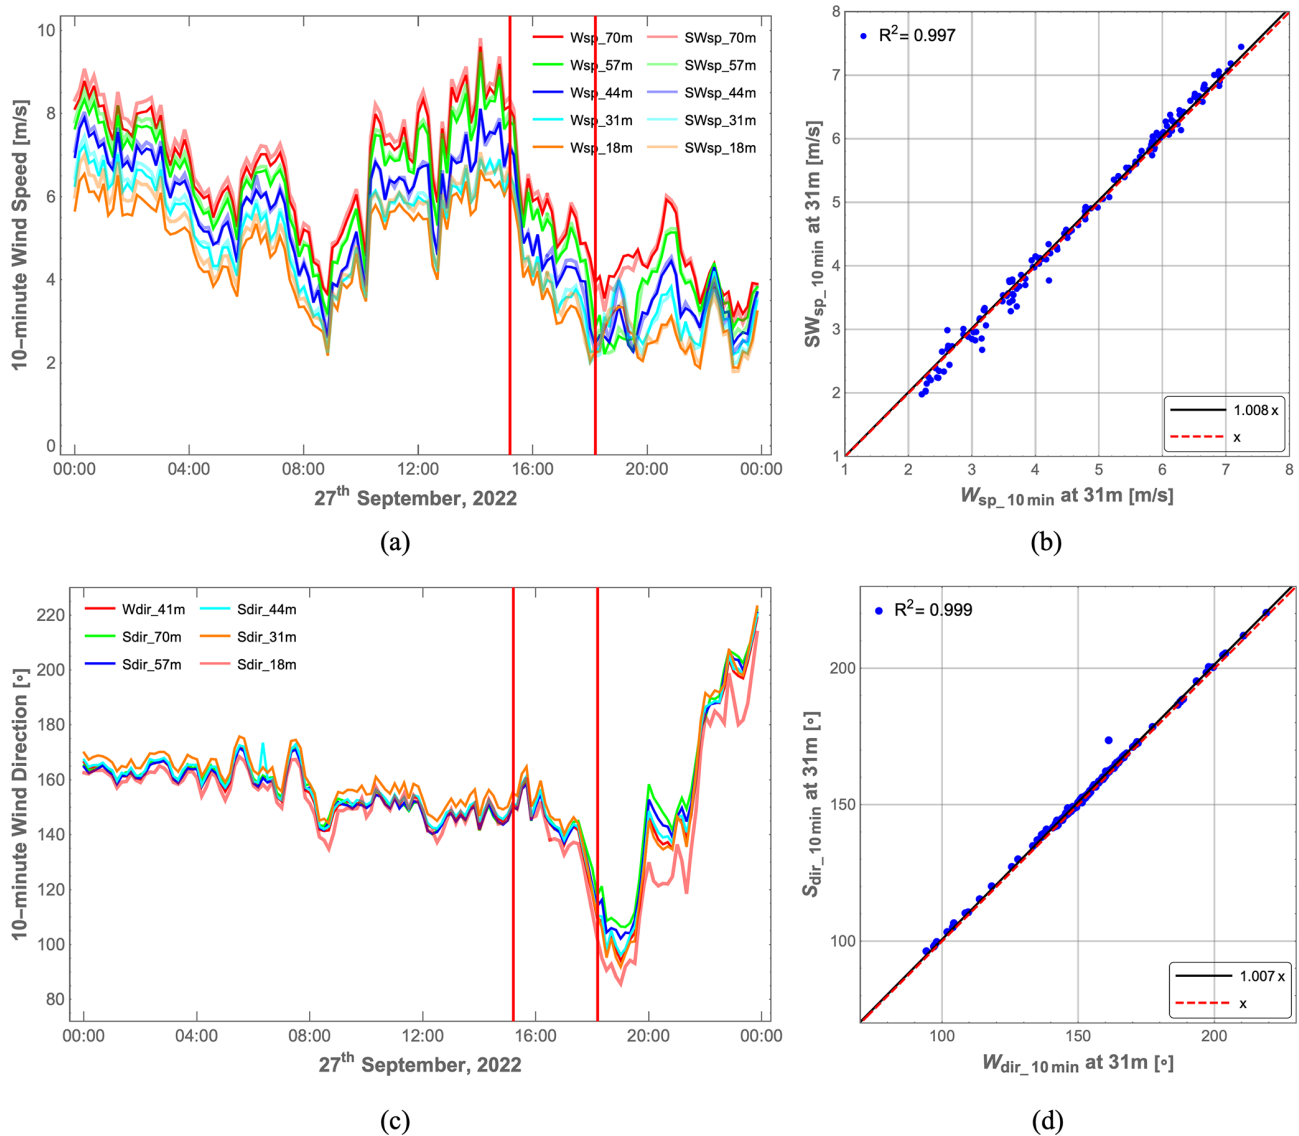 10−minute Wind Speed [m/s]
10
8
6
4
2
0
Wsp_70m SWsp_70m
Wsp_57m SWsp_57m
Wsp_44m SWsp_44m
Wsp_31m SWsp_31m
Wsp_18m SWsp_18m
00:00 04:00 08:00 12:00 16:00 20:00 00:00
27th September, 2022
(a)
SWsp_10 min at 31m [m/s]
8
7
6
5
4
3
2
1
R2= 0.997
1.008 x
x
1 2 3 4 5 6 7 8
Wsp_10 min at 31m [m/s]
(b)
10−minute Wind Direction [∘]
220
200
180
160
140
120
100
80
Wdir_41m Sdir_44m
Sdir_70m Sdir_31m
Sdir_57m Sdir_18m
00:00 04:00 08:00 12:00 16:00 20:00 00:00
27th September, 2022
(c)
Sdir_10 min at 31m [∘]
200
150
100
R2= 0.999
1.007 x
x
100 150 200
Wdir_10 min at 31m [∘]
(d)